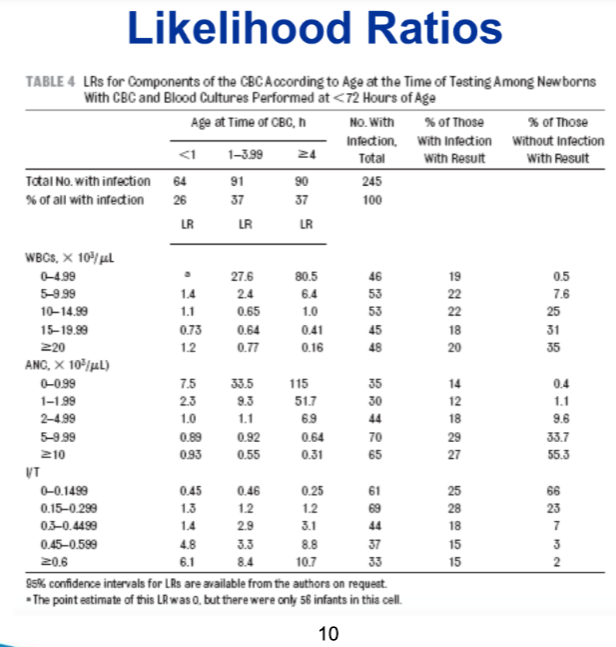 Likelihood Ratios
TABLE 4 LRs for Components of the CBC According to Age at the Time of Testing Among Newborns
With CBC and Blood Cultures Performed at <72 Hours of Age
Age at Time of CBC, h No. With % of Those % of Those
Infection, With Infection Without Infection
<1 1–3.99 ≥4 Total With Result With Result
Total No. with infection 64 91 90 245
% of all with infection 26 37 37 100
LR LR LR
WBCs, × 10³/μL
0–4.99 a 27.6 80.5 46 19 0.5
5–9.99 1.4 2.4 6.4 53 22 7.6
10–14.99 1.1 0.65 1.0 53 22 25
15–19.99 0.73 0.64 0.41 45 18 31
≥20 1.2 0.77 0.16 48 20 35
ANC, × 10³/μL)
0–0.99 7.5 33.5 115 35 14 0.4
1–1.99 2.3 9.3 51.7 30 12 1.1
2–4.99 1.0 1.1 6.9 44 18 9.6
5–9.99 0.89 0.92 0.64 70 29 33.7
≥10 0.93 0.55 0.31 65 27 55.3
I/T
0–0.1499 0.45 0.46 0.25 61 25 66
0.15–0.299 1.3 1.2 1.2 69 28 23
0.3–0.4499 1.4 2.9 3.1 44 18 7
0.45–0.599 4.8 3.3 8.8 37 15 3
≥0.6 6.1 8.4 10.7 33 15 2
95% confidence intervals for LRs are available from the authors on request.
a The point estimate of this LR was 0, but there were only 56 infants in this cell.
10